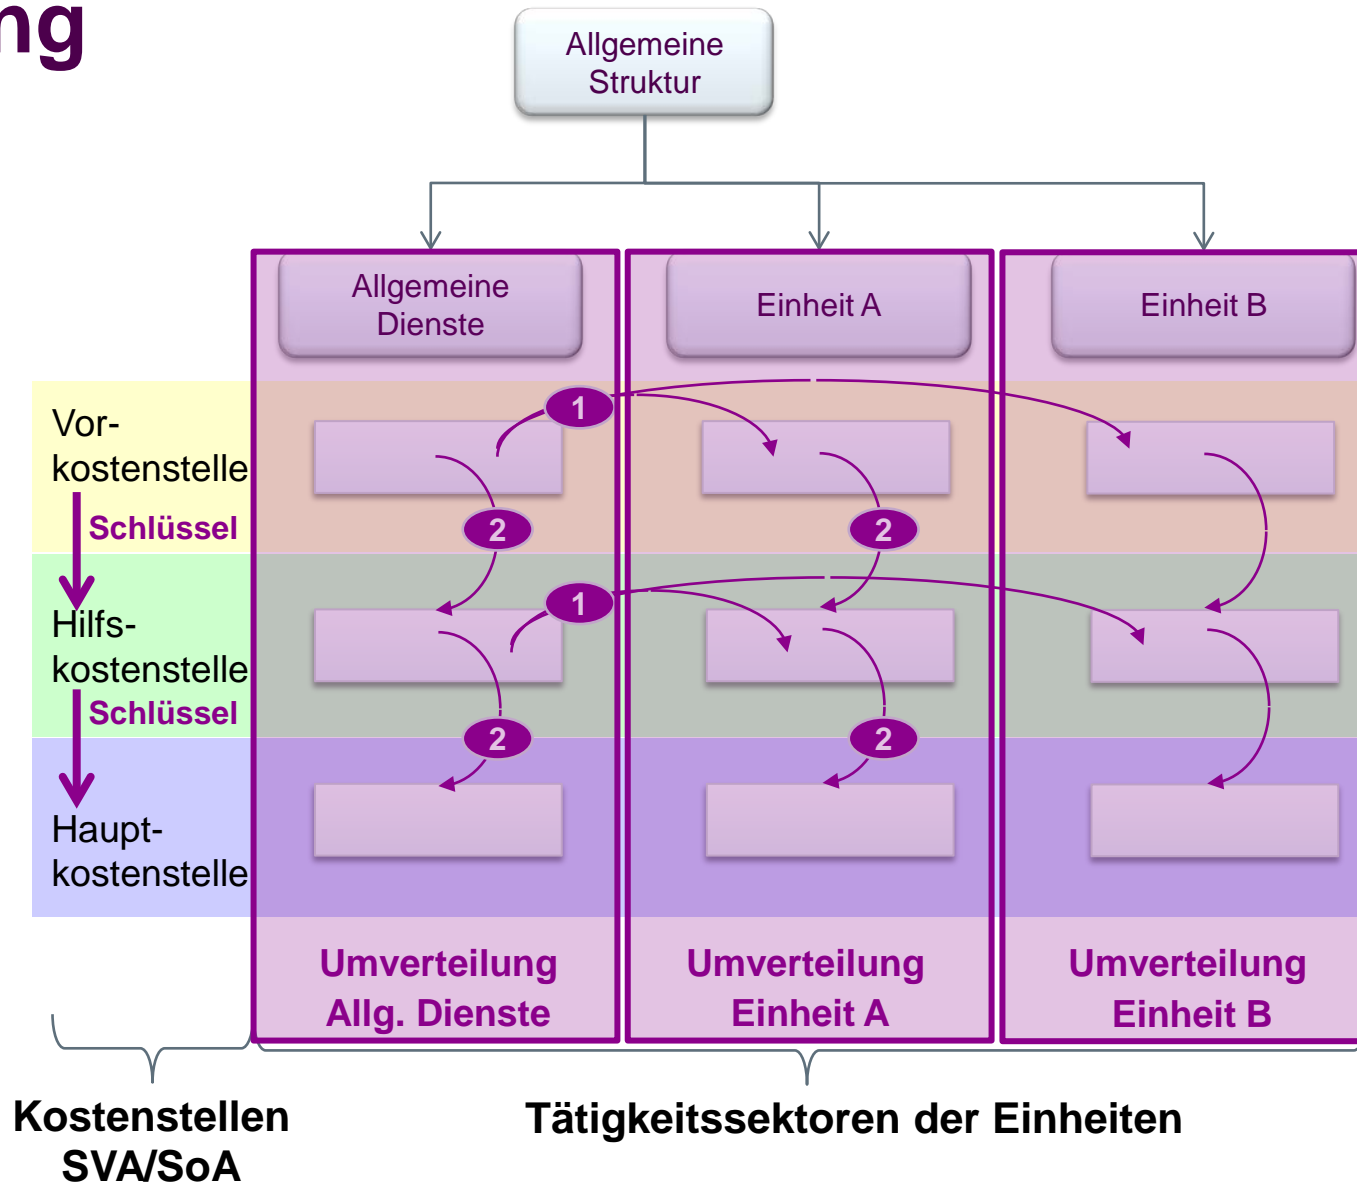 Allgemeine
Struktur
Allgemeine
Dienste
Einheit A
Einheit B
1
Vor-
kostenstelle
Schlüssel
2
2
1
Hilfs-
kostenstelle
Schlüssel
2
2
Haupt-
kostenstelle
Umverteilung
Allg. Dienste
Umverteilung
Einheit A
Umverteilung
Einheit B
Kostenstellen
SVA/SoA
Tätigkeitssektoren der Einheiten